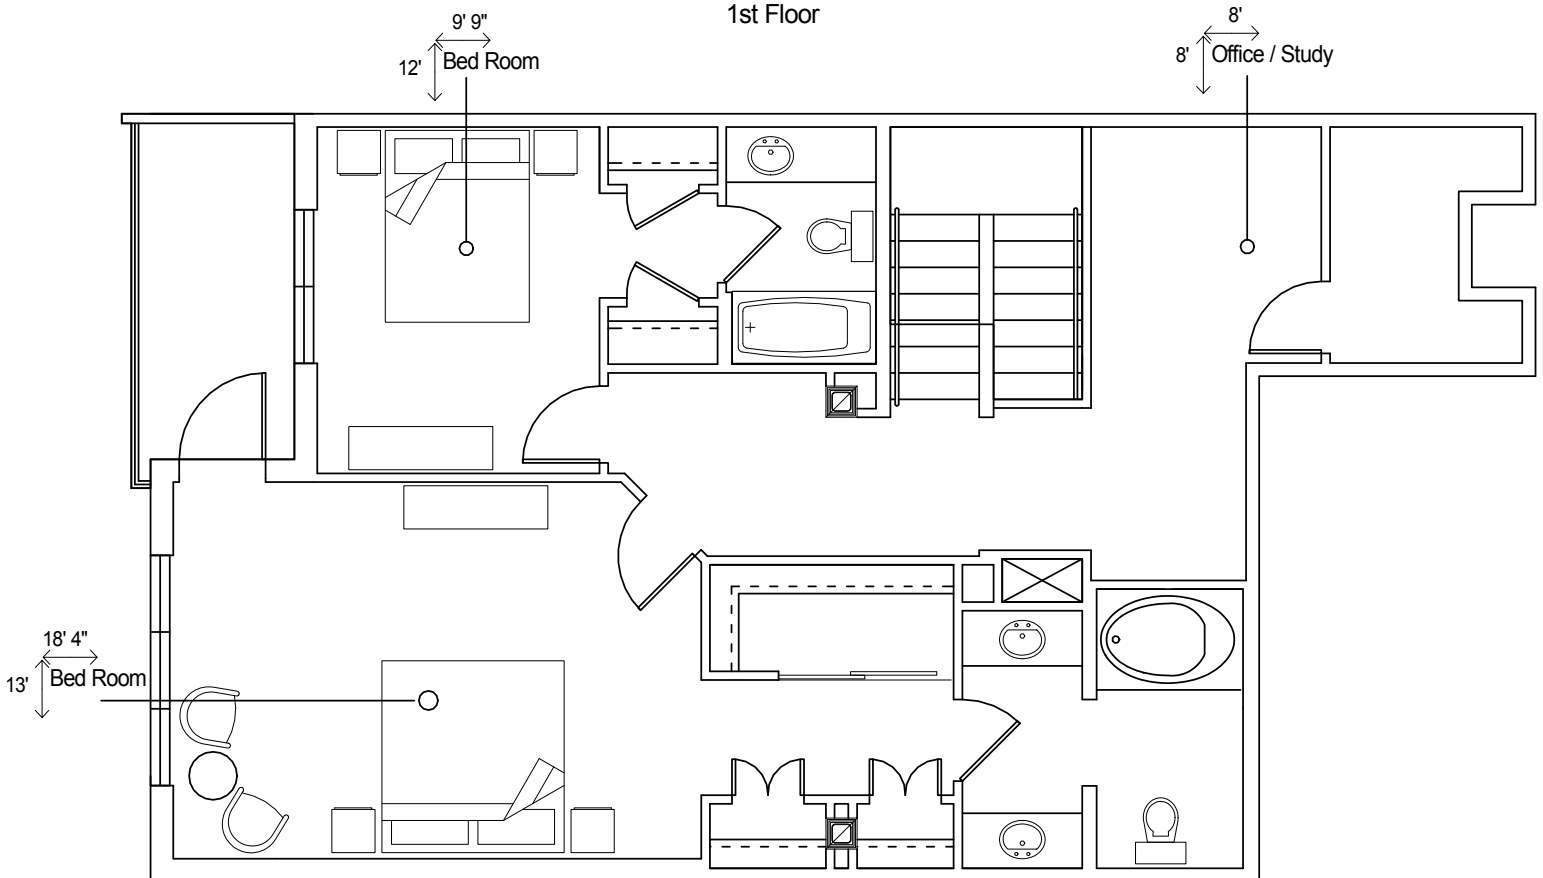 1st Floor
9' 9"
12'
Bed Room
8'
8'
Office / Study
18' 4"
13'
Bed Room